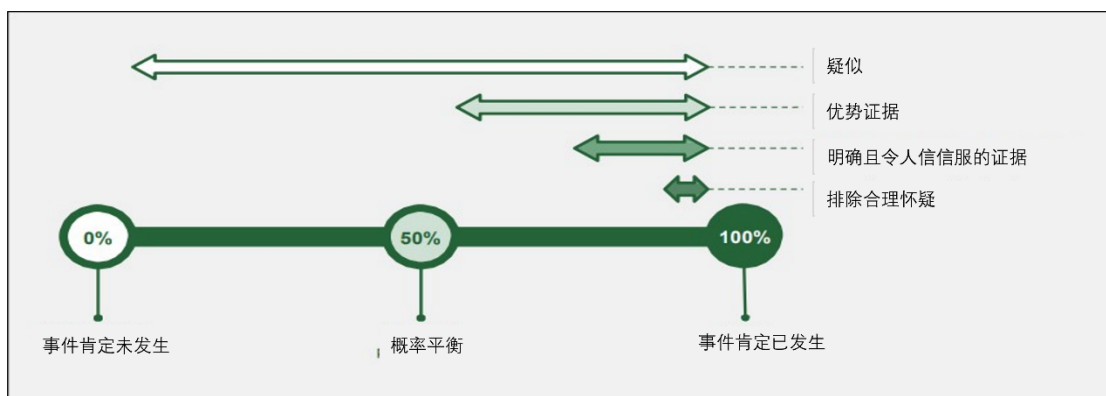 疑似
优势证据
明确且令人信信服的证据
排除合理怀疑
0%
50%
100%
事件肯定未发生
概率平衡
事件肯定已发生